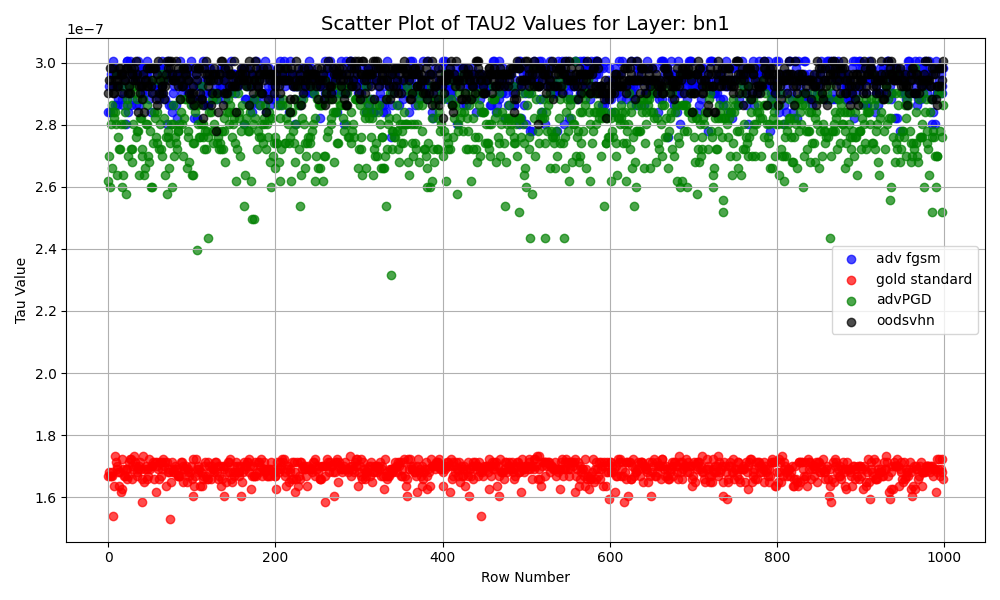 Scatter Plot of TAU2 Values for Layer: bn1
1e−7
3.0
2.8
2.6
2.4
2.2
2.0
1.8
1.6
Tau Value
adv fgsm
gold standard
advPGD
oodsvhn
0 200 400 600 800 1000
Row Number